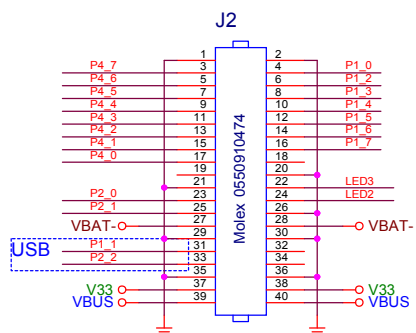 J2
1 2
P4_7 3 4 P1_0
P4_6 5 6 P1_2
P4_5 7 8 P1_3
P4_4 9 10 P1_4
P4_3 11 12 P1_5
P4_2 13 14 P1_6
P4_1 15 16 P1_7
P4_0 17 18
19 20
21 22 LED3
P2_0 23 24 LED2
P2_1 25 26
VBAT- 27 28 VBAT-
29 30
USB
P1_1 31 32
P2_2 33 34
35 36
V33 37 38 V33
VBUS 39 40 VBUS
Molex 0550910474